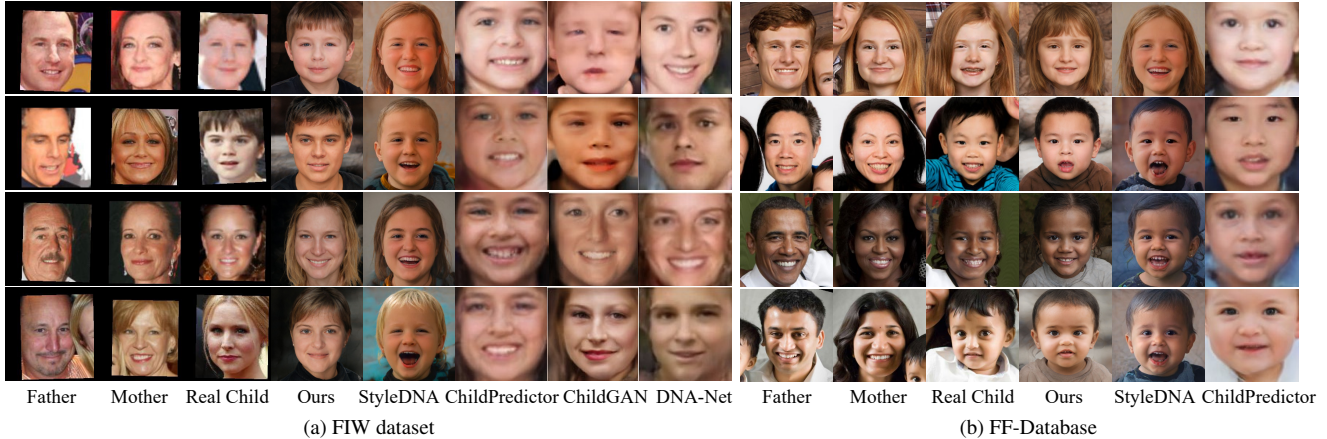 Father Mother Real Child Ours StyleDNA ChildPredictor ChildGAN DNA-Net Father Mother Real Child Ours StyleDNA ChildPredictor
(a) FIW dataset (b) FF-Database